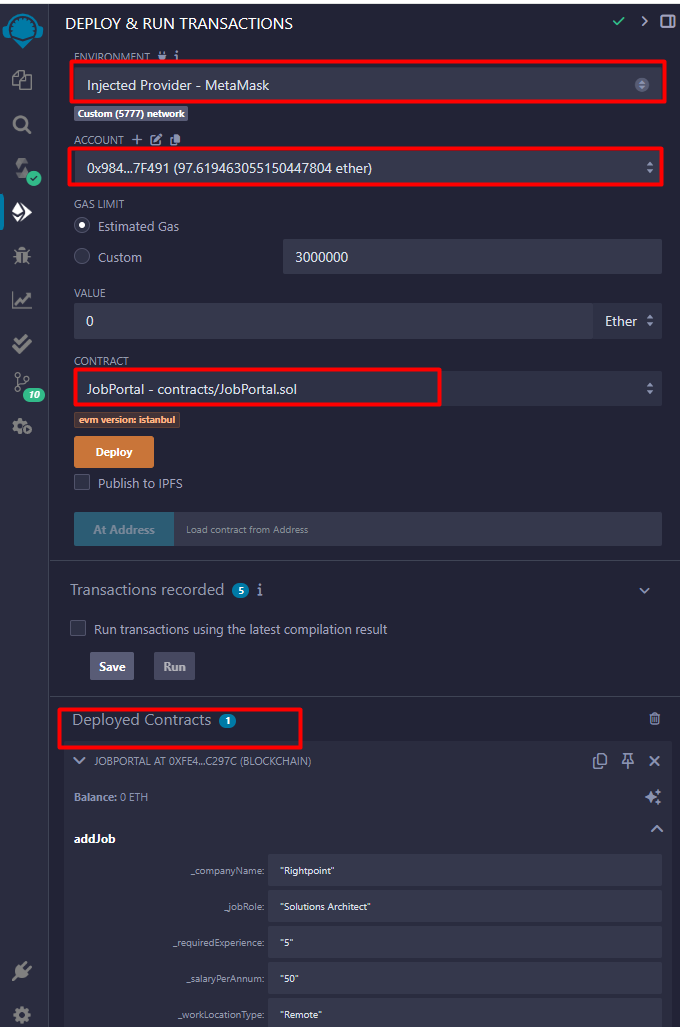 DEPLOY & RUN TRANSACTIONS
ENVIRONMENT
Injected Provider - MetaMask
Custom (5777) network
ACCOUNT
0x984...7F491 (97.619463055150447804 ether)
GAS LIMIT
Estimated Gas
Custom 3000000
VALUE
0 Ether
CONTRACT
JobPortal - contracts/JobPortal.sol
evm version: istanbul
Deploy
Publish to IPFS
At Address Load contract from Address
Transactions recorded 5 i
Run transactions using the latest compilation result
Save Run
10
Deployed Contracts 1
JOBPORTAL AT 0XFE4...C297C (BLOCKCHAIN)
Balance: 0 ETH
addJob
_companyName: "Rightpoint"
_jobRole: "Solutions Architect"
_requiredExperience: "5"
_salaryPerAnnum: "50"
_workLocationType: "Remote"